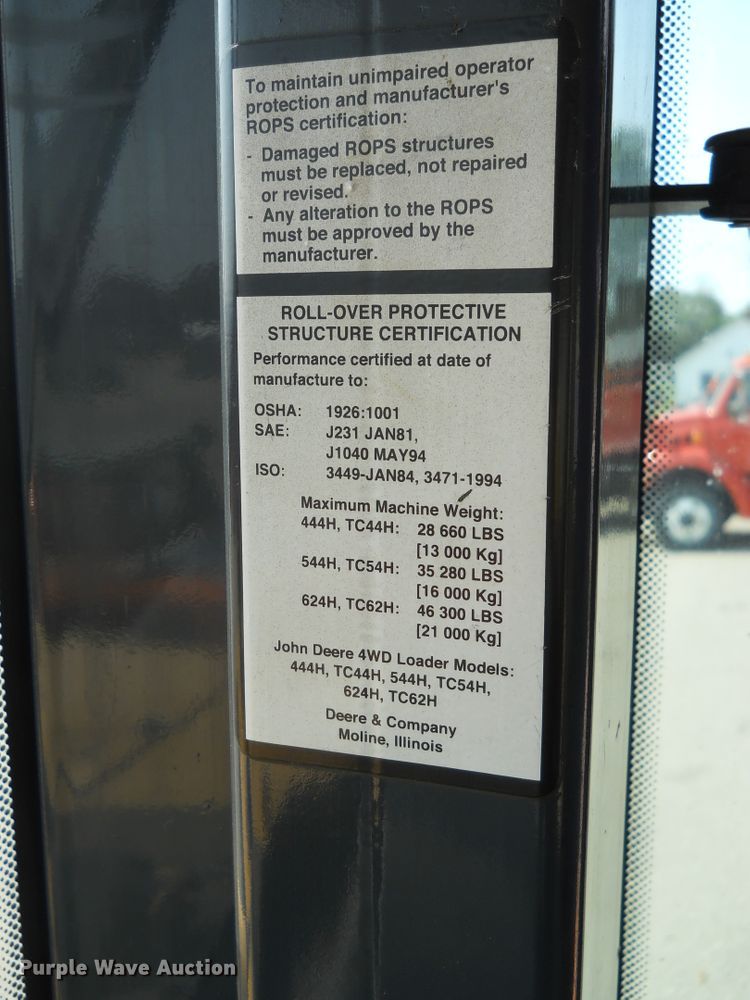 To maintain unimpaired operator
protection and manufacturer's
ROPS certification:
- Damaged ROPS structures
must be replaced, not repaired
or revised.
- Any alteration to the ROPS
must be approved by the
manufacturer.
ROLL-OVER PROTECTIVE
STRUCTURE CERTIFICATION
Performance certified at date of
manufacture to:
OSHA: 1926:1001
SAE: J231 JAN81,
J1040 MAY94
ISO: 3449-JAN84, 3471-1994
Maximum Machine Weight:
444H, TC44H: 28 660 LBS
[13 000 Kg]
544H, TC54H: 35 280 LBS
[16 000 Kg]
624H, TC62H: 46 300 LBS
[21 000 Kg]
John Deere 4WD Loader Models:
444H, TC44H, 544H, TC54H,
624H, TC62H
Deere & Company
Moline, Illinois
Purple Wave Auction